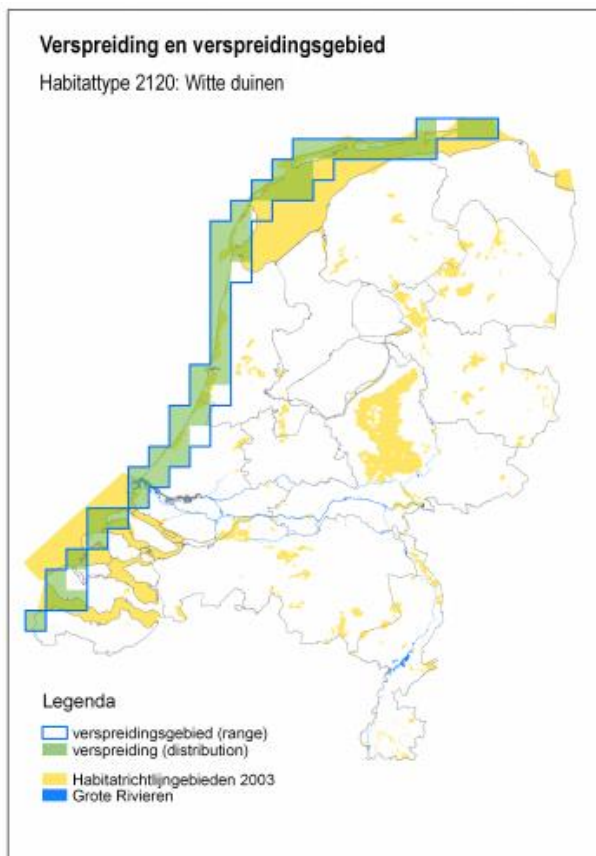 Verspreiding en verspreidingsgebied
Habitattype 2120: Witte duinen
Legenda
verspreidingsgebied (range)
verspreiding (distribution)
Habitatrichtlijngebieden 2003
Grote Rivieren